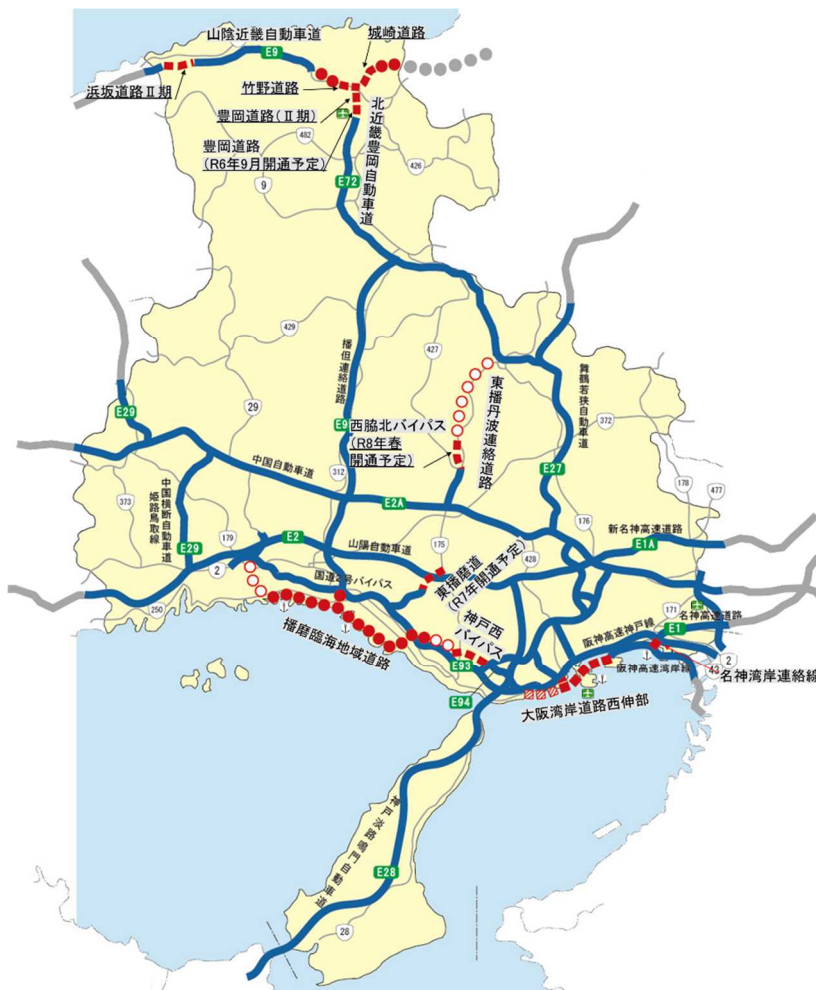 山陰近畿自動車道
城崎道路
E9
浜坂道路Ⅱ期
竹野道路
豊岡道路(Ⅱ期)
豊岡道路
(R6年9月開通予定)
北近畿豊岡自動車道
482
426
9
E72
429
427
播但連絡道路
東播丹波連絡道路
舞鶴若狭自動車道
372
E29
29
E9
西脇北バイパス
(R8年春
開通予定)
312
中国自動車道
E27
E2A
178
477
373
中国横断自動車道
姫路鳥取線
179
E2
山陽自動車道
175
176
428
新名神高速道路
E1A
E29
2
国道2号バイパス
東播磨道
(R7年開通予定)
250
171
名神高速道路
E1
神戸西
バイパス
播磨臨海地域道路
阪神高速神戸線
E93
阪神高速湾岸線
2
43
名神湾岸連絡線
E94
大阪湾岸道路西伸部
神戸淡路鳴門自動車道
E28
28